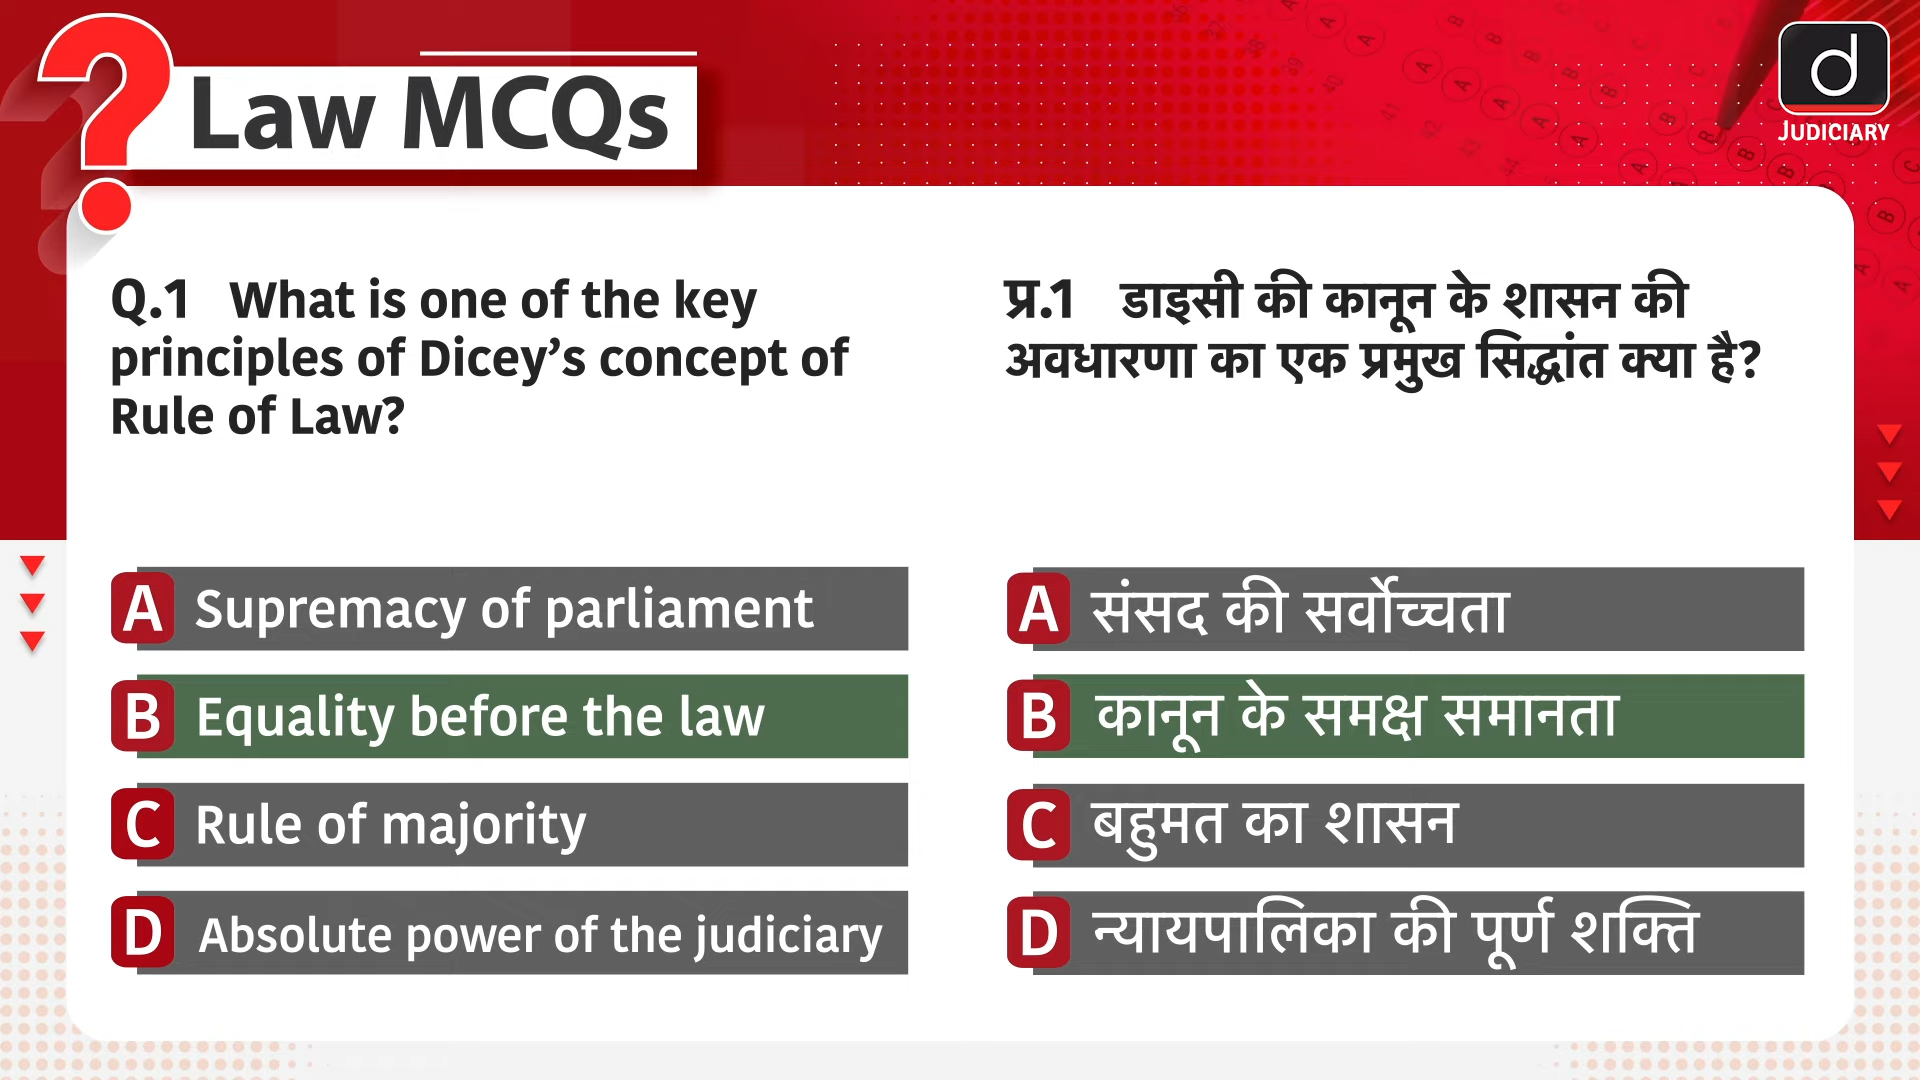 Law MCQs
d
JUDICIARY
Q.1 What is one of the key
principles of Dicey’s concept of
Rule of Law?
A Supremacy of parliament
B Equality before the law
C Rule of majority
D Absolute power of the judiciary
प्र.1 डाइसी की कानून के शासन की
अवधारणा का एक प्रमुख सिद्धांत क्या है?
A संसद की सर्वोच्चता
B कानून के समक्ष समानता
C बहुमत का शासन
D न्यायपालिका की पूर्ण शक्ति